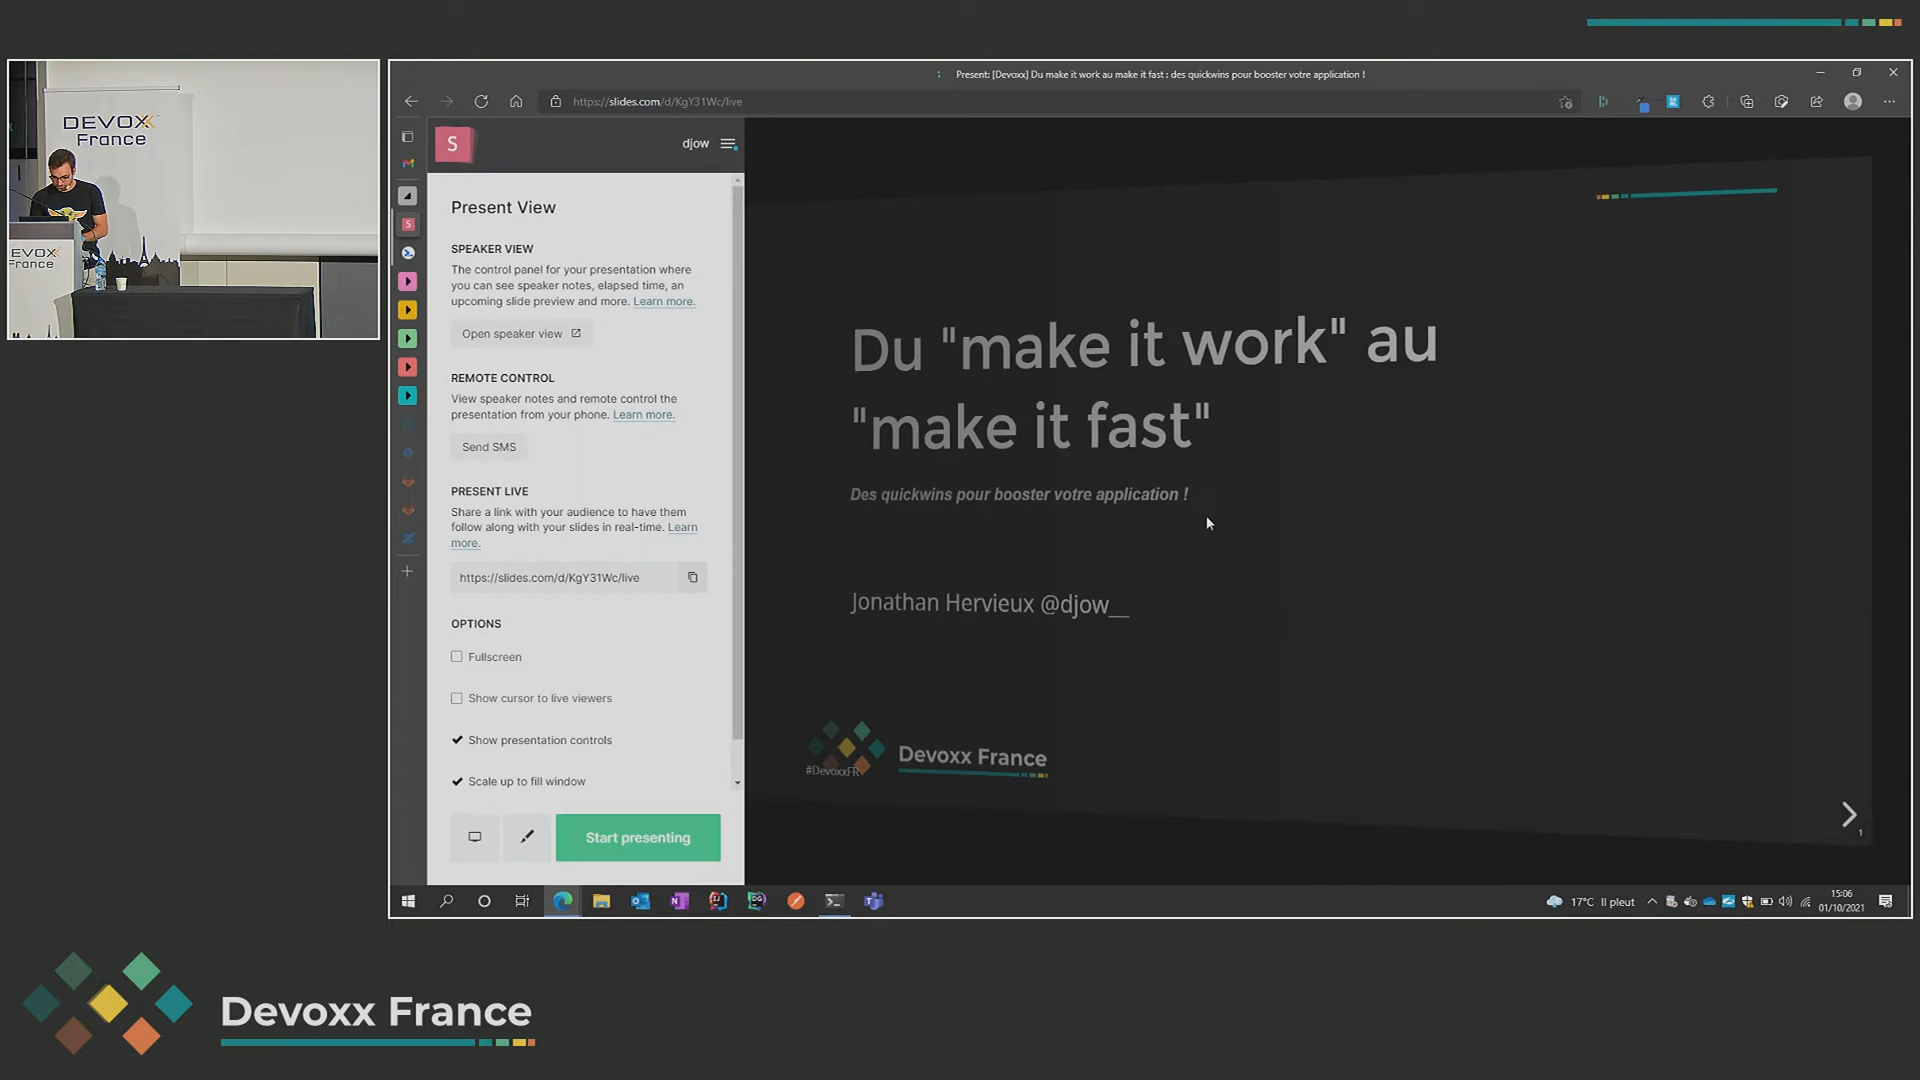 DEVOXX
France
EVOXX
France
Present: [Devoxx] Du make it work au make it fast : des quickwins pour booster votre application !
https://slides.com/d/KgY31Wc/live
S
djow
Present View
SPEAKER VIEW
The control panel for your presentation where
you can see speaker notes, elapsed time, an
upcoming slide preview and more. Learn more.
Open speaker view
REMOTE CONTROL
View speaker notes and remote control the
presentation from your phone. Learn more.
Send SMS
PRESENT LIVE
Share a link with your audience to have them
follow along with your slides in real-time. Learn
more.
https://slides.com/d/KgY31Wc/live
OPTIONS
Fullscreen
Show cursor to live viewers
Show presentation controls
Scale up to fill window
Start presenting
Du "make it work" au
"make it fast"
Des quickwins pour booster votre application !
Jonathan Hervieux @djow__
#DevoxxFR
Devoxx France
1
17°C Il pleut
15:06
01/10/2021
Devoxx France